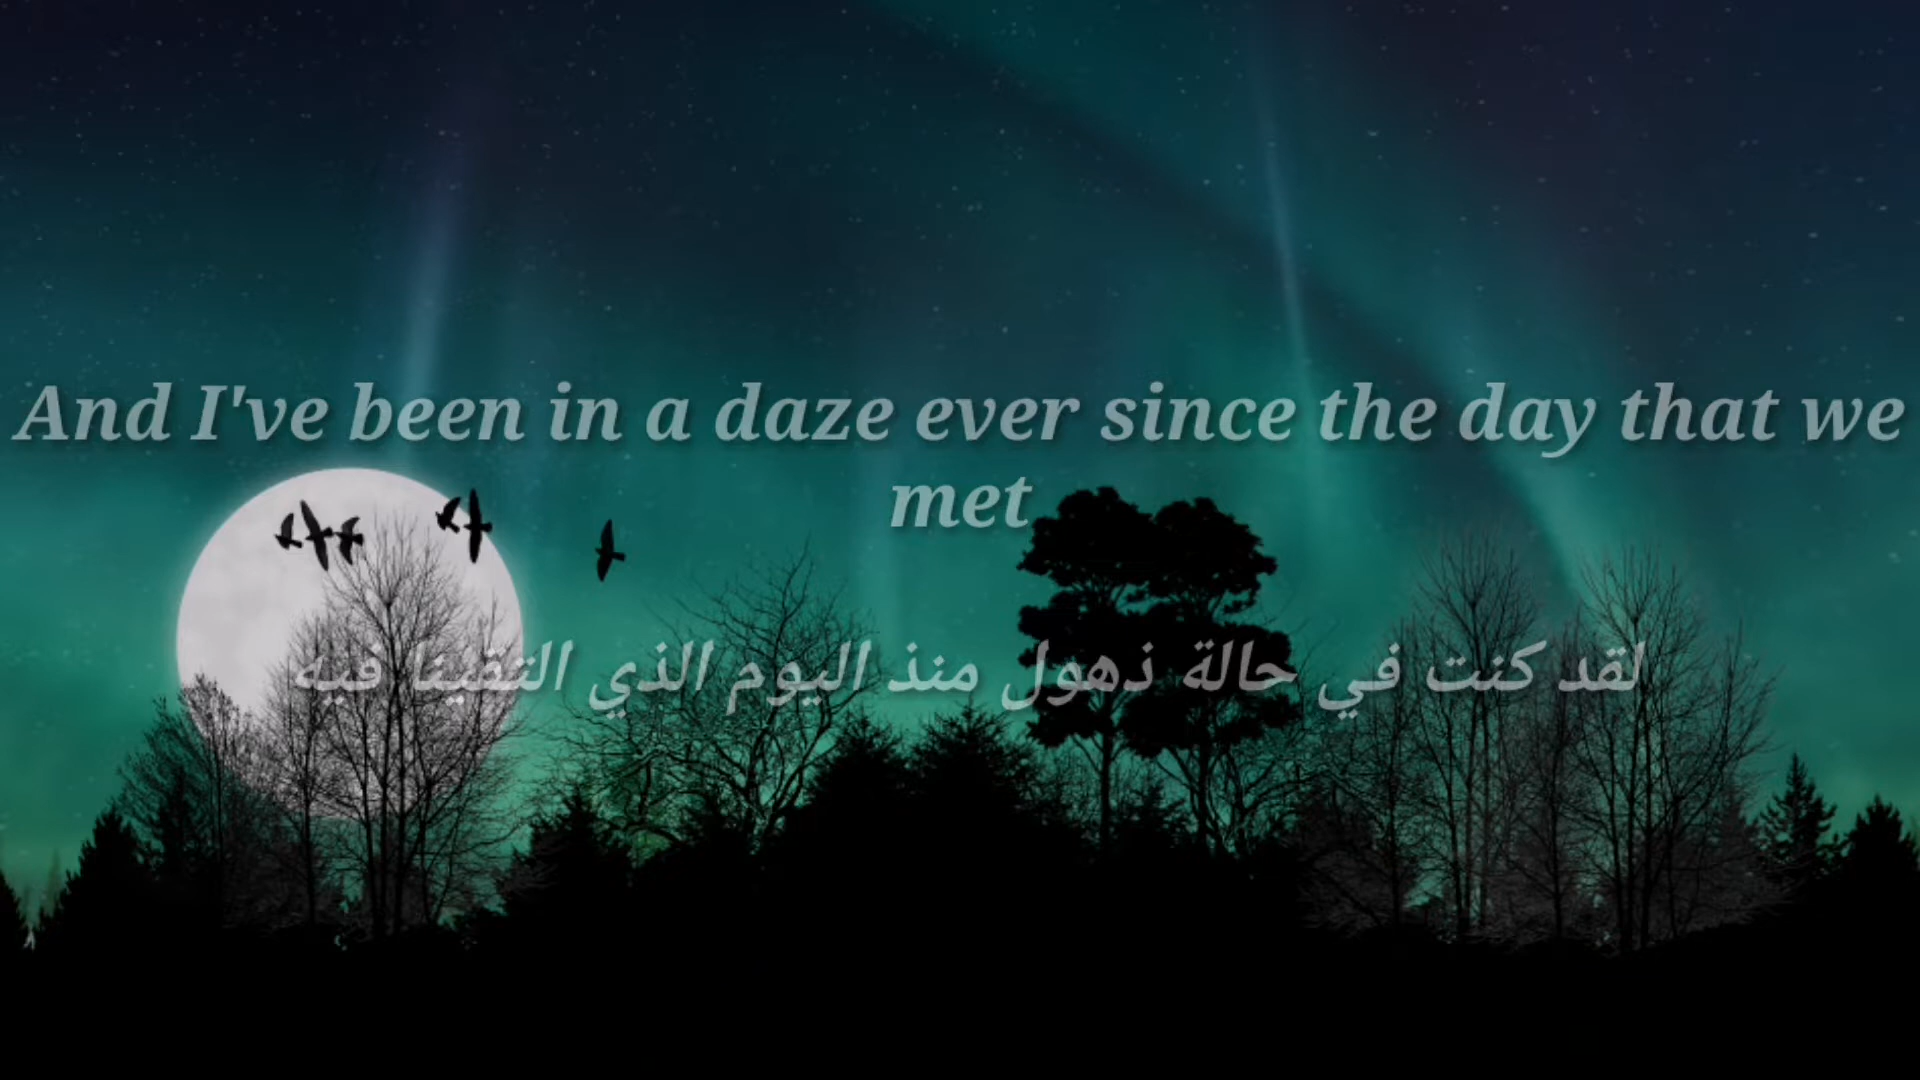 And I've been in a daze ever since the day that we
met
لقد كنت في حالة ذهول منذ اليوم الذي التقينا فيه